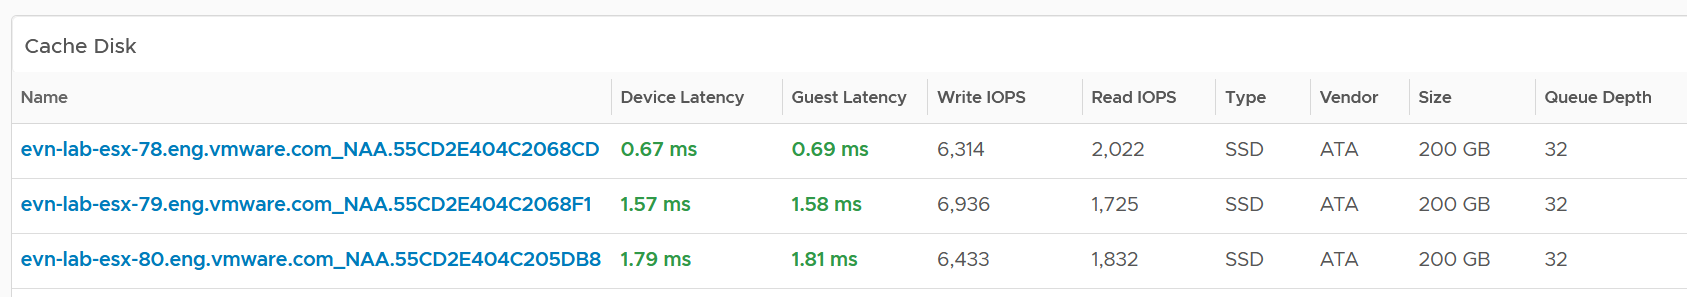 Cache Disk
Name Device Latency Guest Latency Write IOPS Read IOPS Type Vendor Size Queue Depth
evn-lab-esx-78.eng.vmware.com_NAA.55CD2E404C2068CD 0.67 ms 0.69 ms 6,314 2,022 SSD ATA 200 GB 32
evn-lab-esx-79.eng.vmware.com_NAA.55CD2E404C2068F1 1.57 ms 1.58 ms 6,936 1,725 SSD ATA 200 GB 32
evn-lab-esx-80.eng.vmware.com_NAA.55CD2E404C205DB8 1.79 ms 1.81 ms 6,433 1,832 SSD ATA 200 GB 32